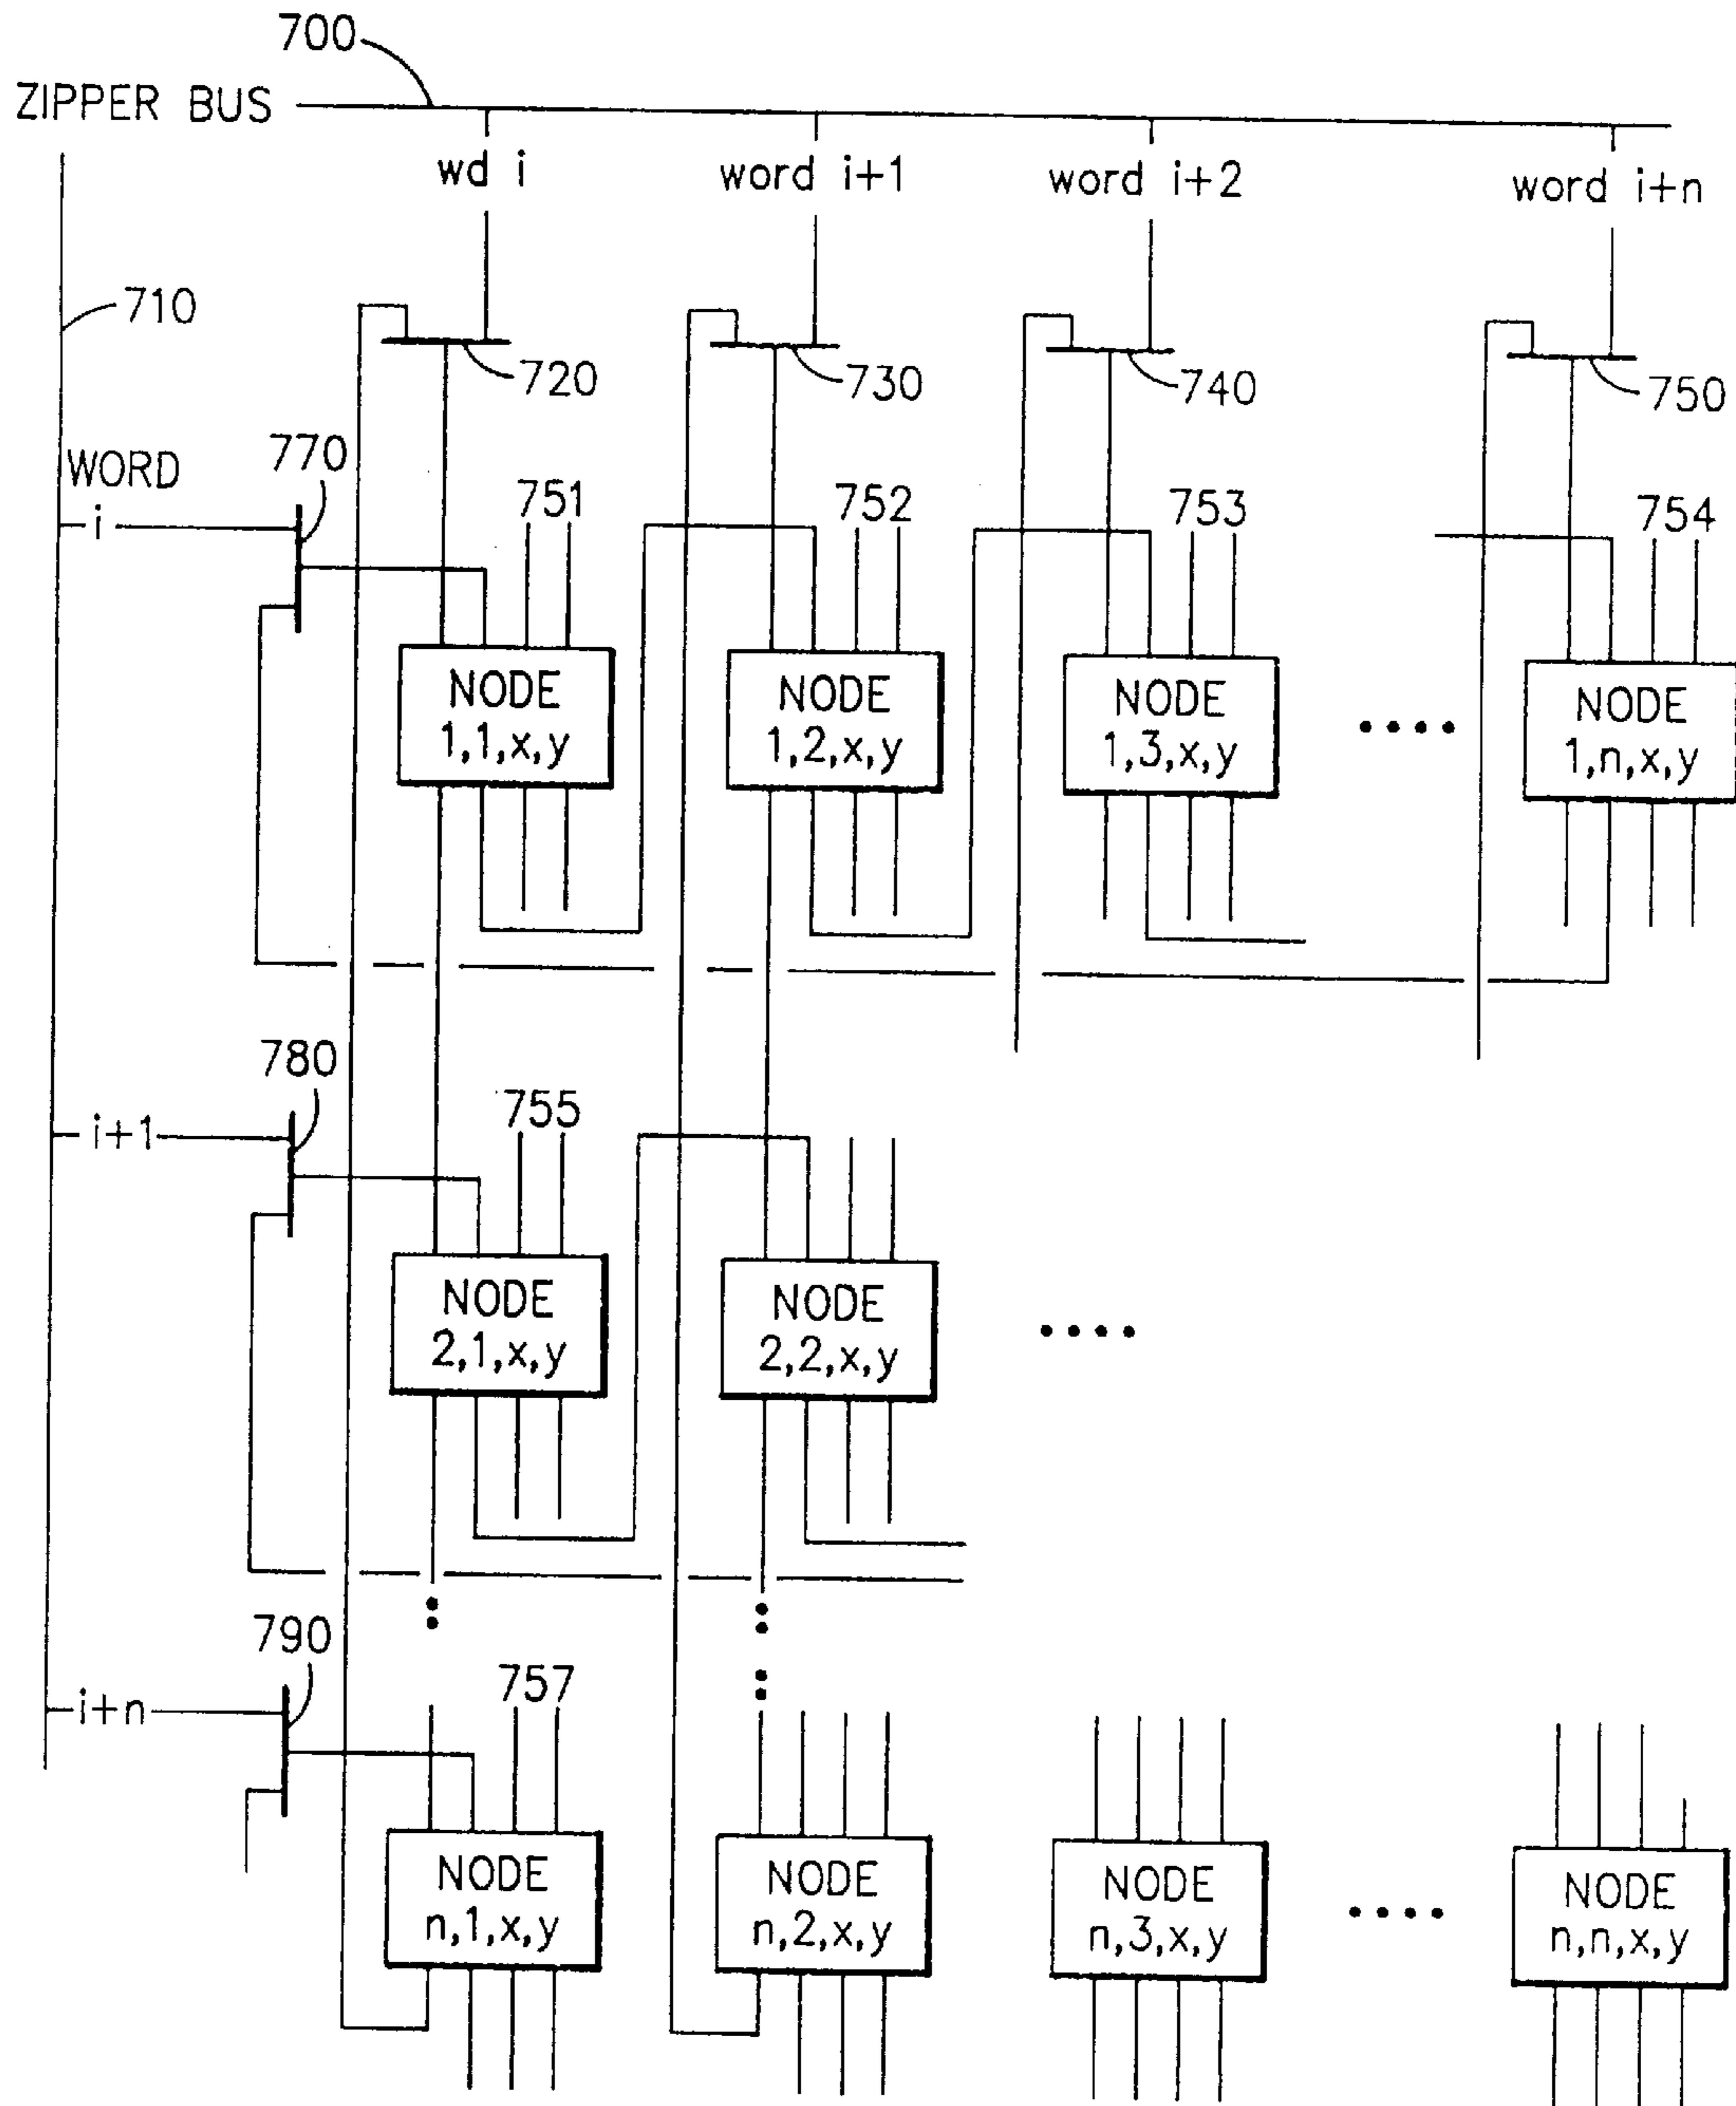 700
ZIPPER BUS
wd i
word i+1
word i+2
word i+n
710
720
730
740
750
WORD
770
i
751
752
753
754
NODE
1,1,x,y
NODE
1,2,x,y
NODE
1,3,x,y
NODE
1,n,x,y
780
i+1
755
NODE
2,1,x,y
NODE
2,2,x,y
790
i+n
757
NODE
n,1,x,y
NODE
n,2,x,y
NODE
n,3,x,y
NODE
n,n,x,y